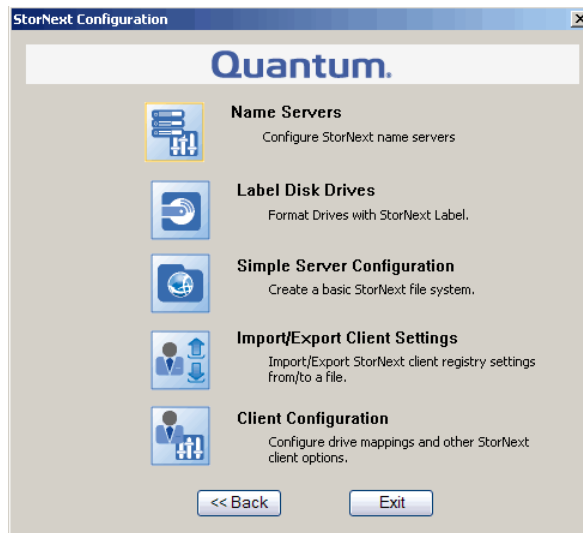 StorNext Configuration
Quantum.
Name Servers
Configure StorNext name servers
Label Disk Drives
Format Drives with StorNext Label.
Simple Server Configuration
Create a basic StorNext file system.
Import/Export Client Settings
Import/Export StorNext client registry settings
from/to a file.
Client Configuration
Configure drive mappings and other StorNext
client options.
<< Back
Exit